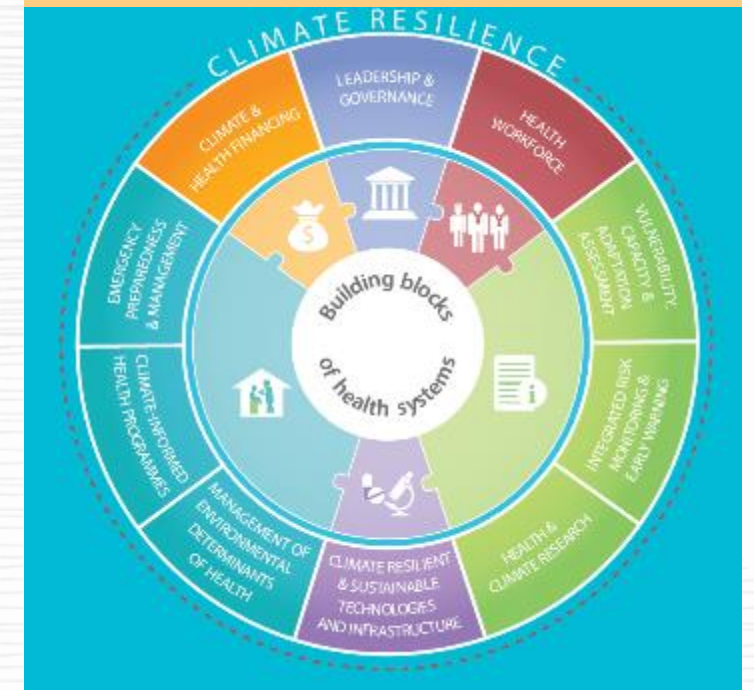 CLIMATE RESILIENCE
LEADERSHIP &
GOVERNANCE
HEALTH
WORKFORCE
VULNERABILITY,
CAPACITY &
ADAPTATION
ASSESSMENT
INTEGRATED RISK
MONITORING &
EARLY WARNING
HEALTH &
CLIMATE RESEARCH
CLIMATE RESILIENT
& SUSTAINABLE
TECHNOLOGIES
AND INFRASTRUCTURE
MANAGEMENT OF
ENVIRONMENTAL
DETERMINANTS
OF HEALTH
CLIMATE-INFORMED
HEALTH PROGRAMMES
EMERGENCY
PREPAREDNESS
& MANAGEMENT
CLIMATE &
HEALTH FINANCING
$
i
Building blocks
of health systems